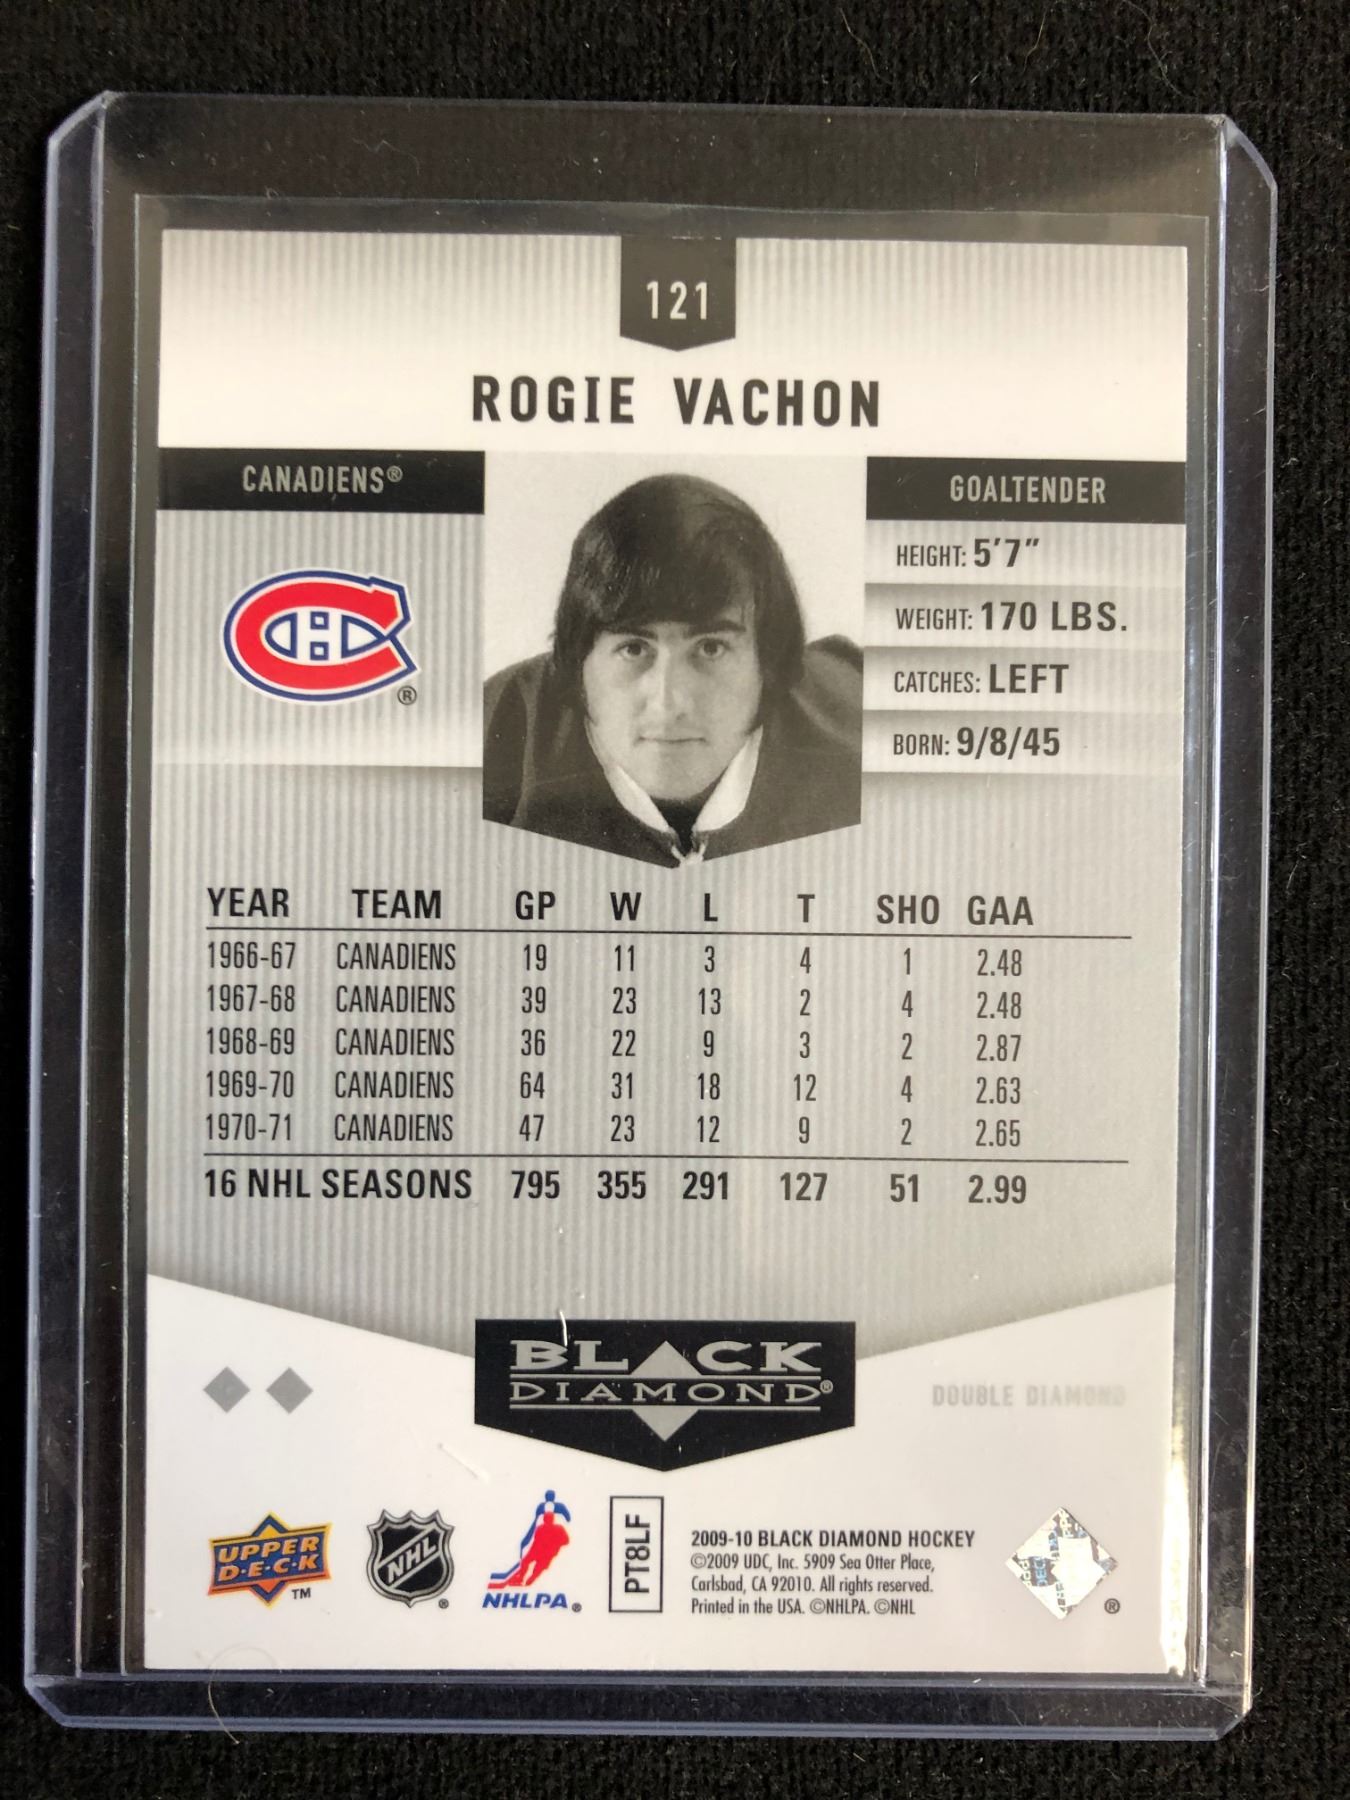 121
ROGIE VACHON
CANADIENS®
GOALTENDER
HEIGHT: 5'7"
WEIGHT: 170 LBS.
CATCHES: LEFT
BORN: 9/8/45
®
YEAR TEAM GP W L T SHO GAA
1966-67 CANADIENS 19 11 3 4 1 2.48
1967-68 CANADIENS 39 23 13 2 4 2.48
1968-69 CANADIENS 36 22 9 3 2 2.87
1969-70 CANADIENS 64 31 18 12 4 2.63
1970-71 CANADIENS 47 23 12 9 2 2.65
16 NHL SEASONS 795 355 291 127 51 2.99
BLACK
DIAMOND®
DOUBLE DIAMOND
UPPER
D·E·C·K
TM
NHL
®
NHLPA®
PT8LF
2009-10 BLACK DIAMOND HOCKEY
©2009 UDC, Inc. 5909 Sea Otter Place,
Carlsbad, CA 92010. All rights reserved.
Printed in the USA. ©NHLPA. ©NHL
®